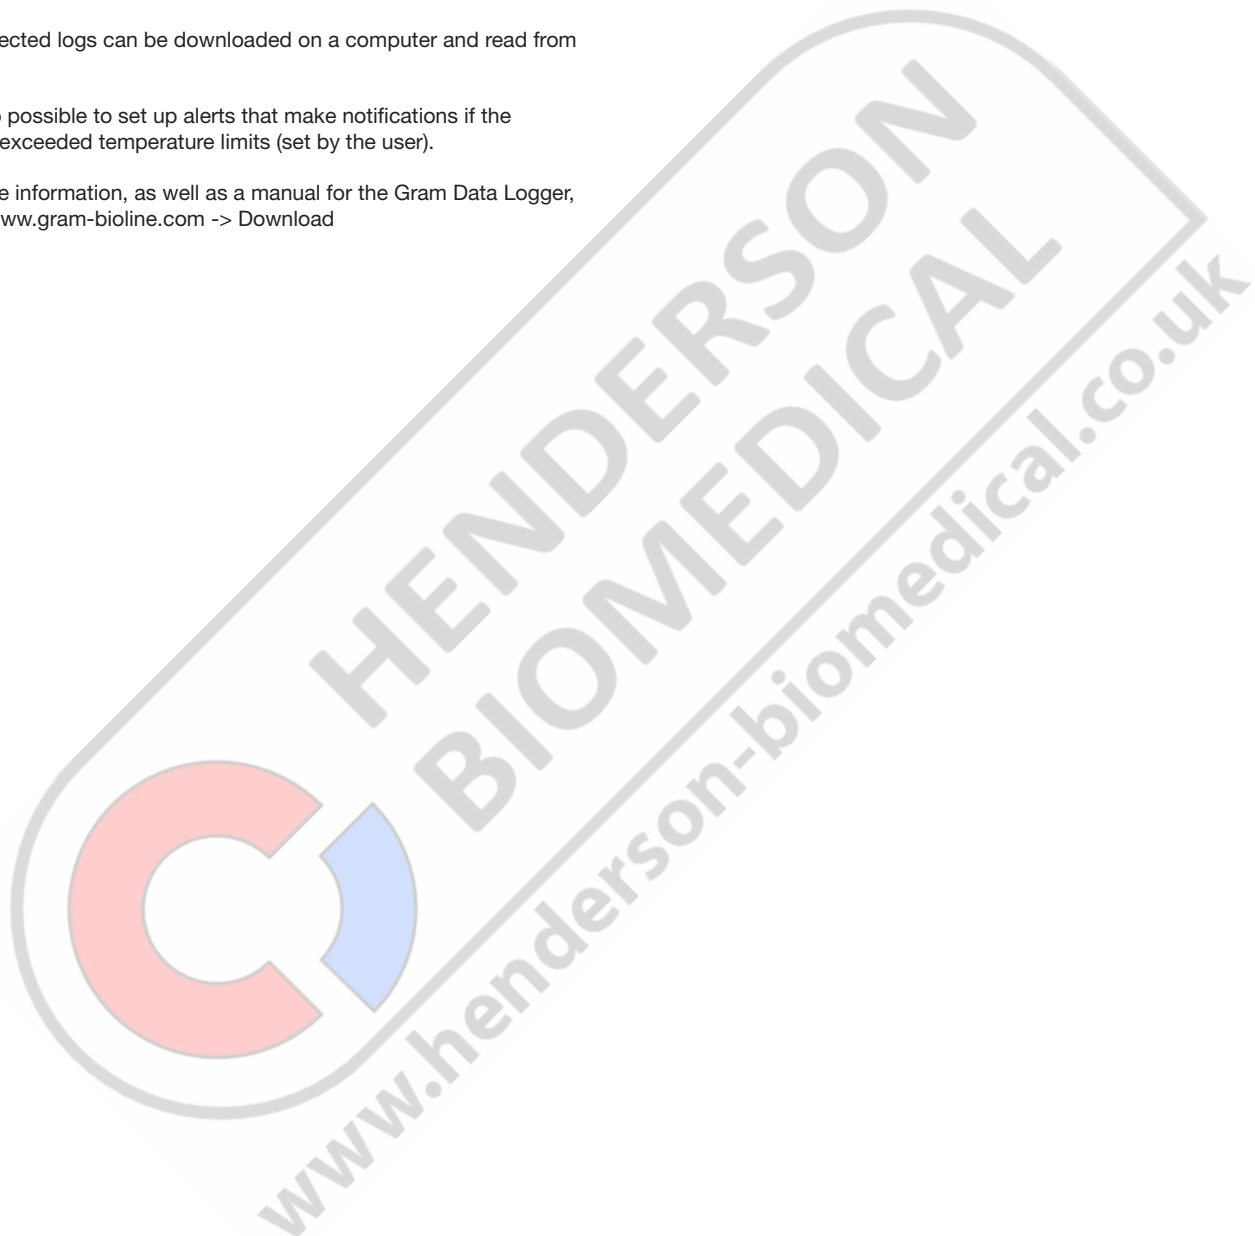 ected logs can be downloaded on a computer and read from
possible to set up alerts that make notifications if the
exceeded temperature limits (set by the user).
e information, as well as a manual for the Gram Data Logger,
ww.gram-bioline.com -> Download
HENDERSON
BIOMEDICAL
www.henderson-biomedical.co.uk